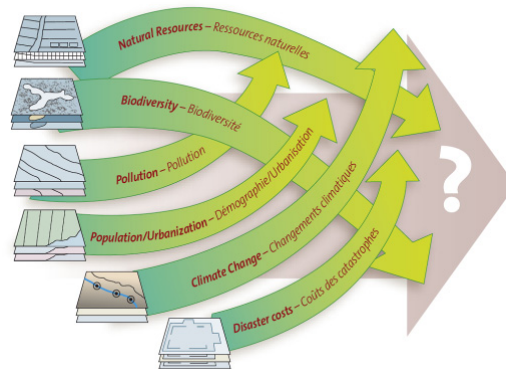 Natural Resources – Ressources naturelles
Biodiversity – Biodiversité
Pollution – Pollution
Population/Urbanization – Démographie/Urbanisation
Climate Change – Changements climatiques
Disaster costs – Coûts des catastrophes
?